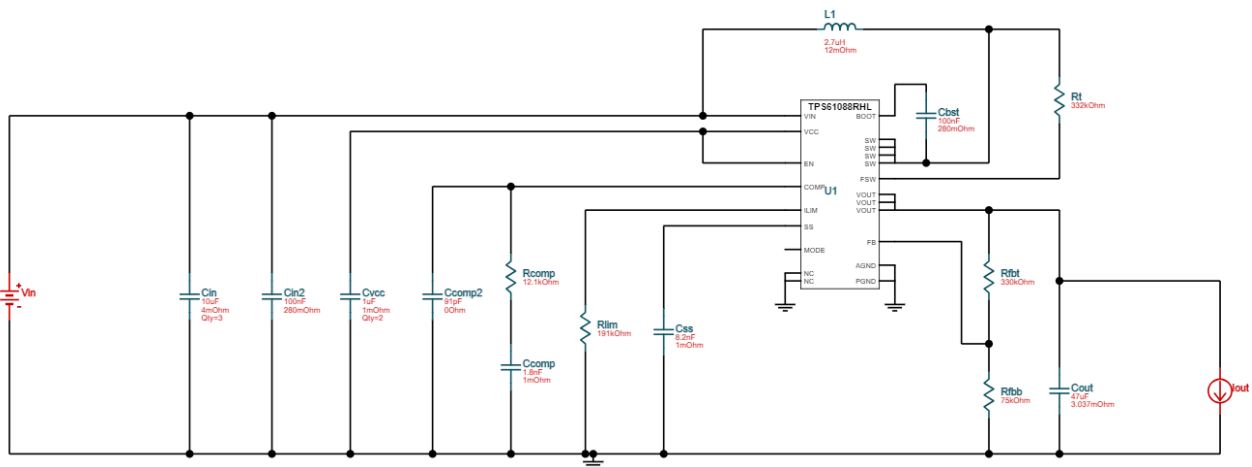 L1
2.7uH
12mOhm
TPS61088RHL
VIN
VCC
EN
COMP
ILIM
SS
MODE
NC
NC
U1
BOOT
SW
SW
SW
SW
FSW
VOUT
VOUT
VOUT
FB
AGND
PGND
Cbst
100nF
280mOhm
Rt
332kOhm
Vin
Cin
10uF
4mOhm
Qty=3
Cin2
100nF
280mOhm
Cvcc
1uF
1mOhm
Qty=2
Ccomp2
91pF
0Ohm
Rcomp
12.1kOhm
Ccomp
1.8nF
1mOhm
Rlim
191kOhm
Css
8.2nF
1mOhm
Rfbt
330kOhm
Rfbb
75kOhm
Cout
47uF
3.037mOhm
Iout